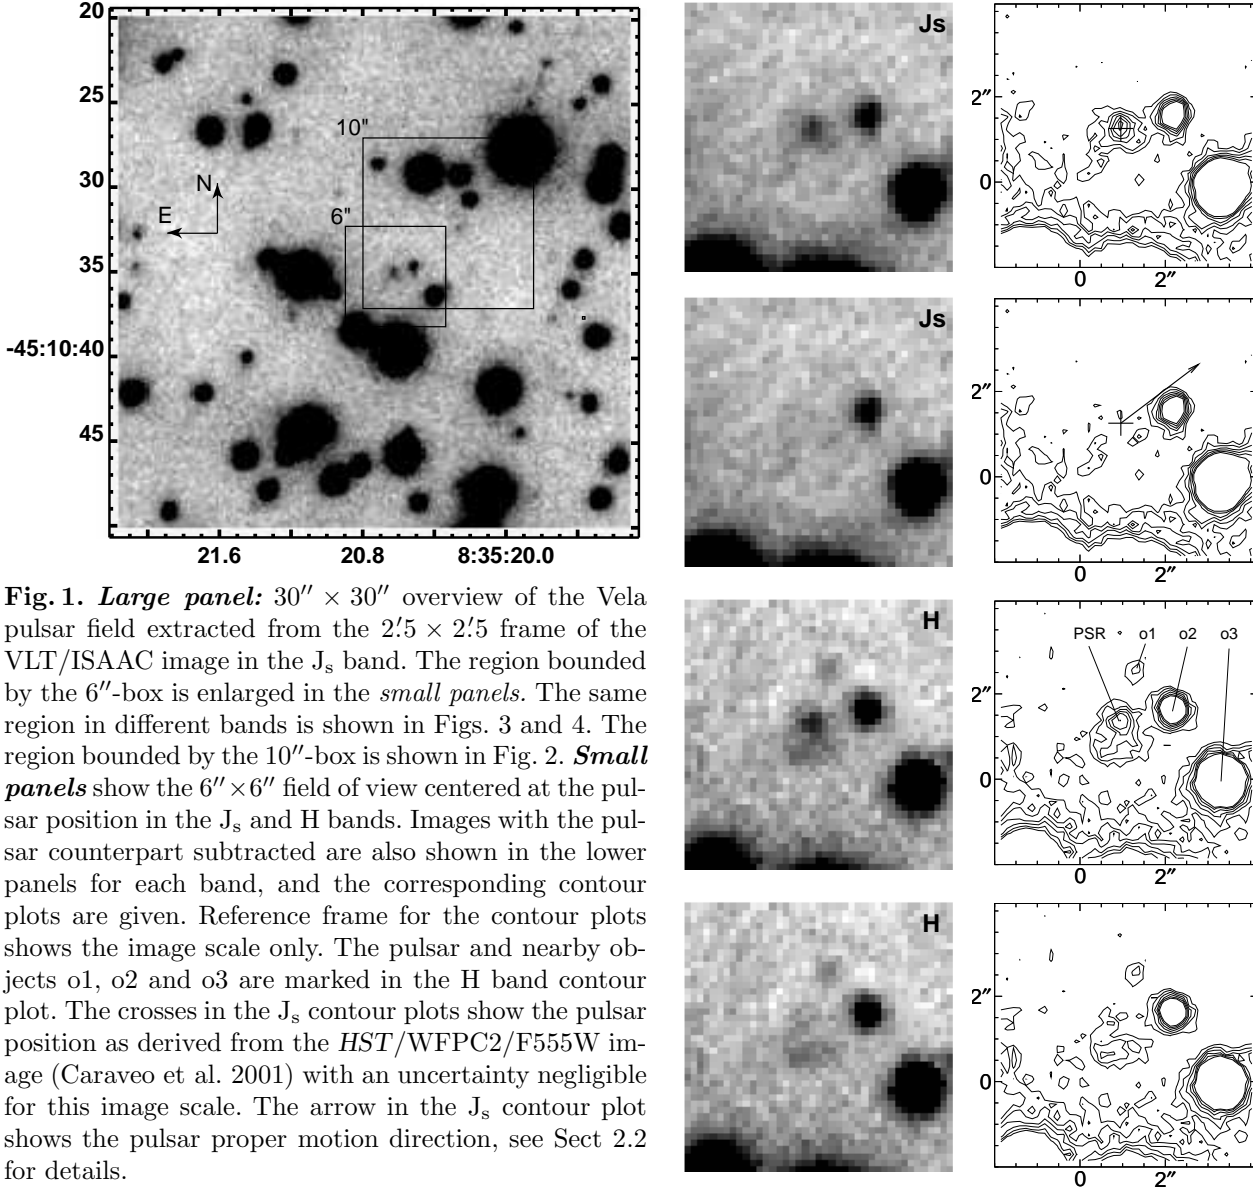 20
25
30
35
-45:10:40
45
10"
6"
N
E
21.6
20.8
8:35:20.0
Js
2″
0
0
2″
Js
2″
0
0
2″
H
PSR
o1
o2
o3
2″
0
0
2″
H
2″
0
0
2″
Fig. 1. Large panel: 30″ × 30″ overview of the Vela
pulsar field extracted from the 2′.5 × 2′.5 frame of the
VLT/ISAAC image in the Js band. The region bounded
by the 6″-box is enlarged in the small panels. The same
region in different bands is shown in Figs. 3 and 4. The
region bounded by the 10″-box is shown in Fig. 2. Small
panels show the 6″×6″ field of view centered at the pul-
sar position in the Js and H bands. Images with the pul-
sar counterpart subtracted are also shown in the lower
panels for each band, and the corresponding contour
plots are given. Reference frame for the contour plots
shows the image scale only. The pulsar and nearby ob-
jects o1, o2 and o3 are marked in the H band contour
plot. The crosses in the Js contour plots show the pulsar
position as derived from the HST/WFPC2/F555W im-
age (Caraveo et al. 2001) with an uncertainty negligible
for this image scale. The arrow in the Js contour plot
shows the pulsar proper motion direction, see Sect 2.2
for details.